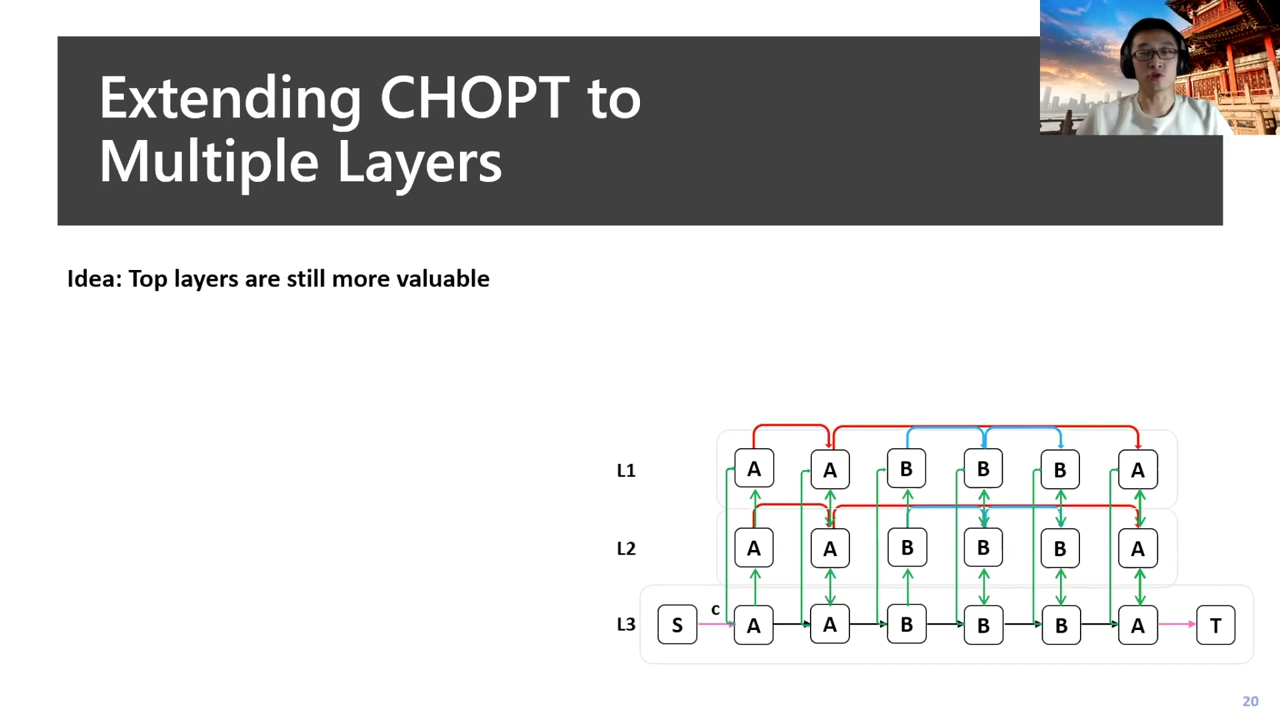 Extending CHOPT to
Multiple Layers
Idea: Top layers are still more valuable
L1 A A B B B A
L2 A A B B B A
c
L3 S A A B B B A T
20